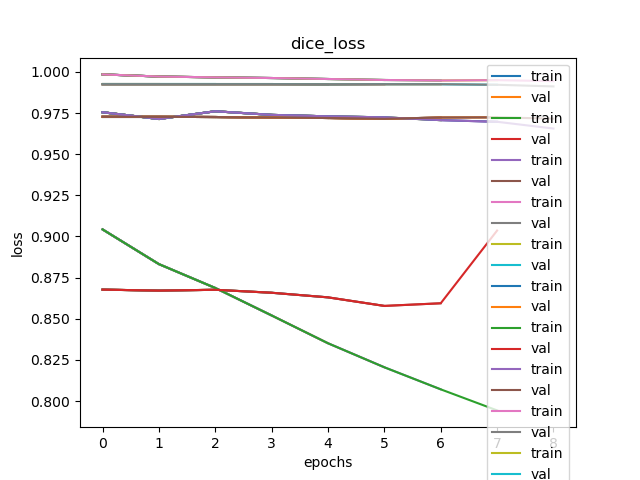 dice_loss
1.000
0.975
0.950
0.925
0.900
0.875
0.850
0.825
0.800
loss
0
1
2
3
4
5
6
7
8
epochs
train
val
train
val
train
val
train
val
train
val
train
val
train
val
train
val
train
val
train
val